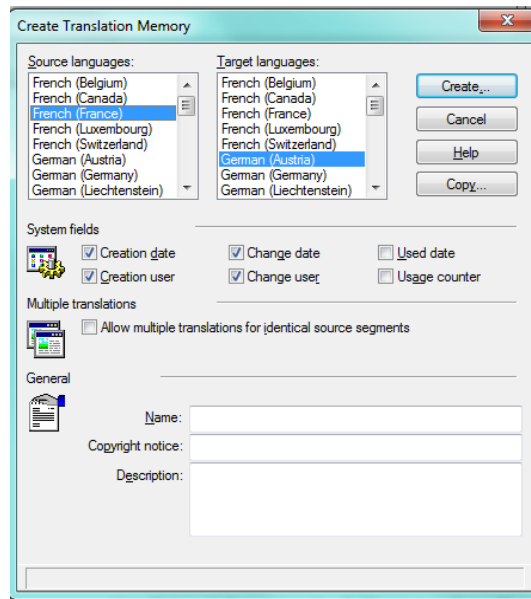 Create Translation Memory
Source languages:
French (Belgium)
French (Canada)
French (France)
French (Luxembourg)
French (Switzerland)
German (Austria)
German (Germany)
German (Liechtenstein)
Target languages:
French (Belgium)
French (Canada)
French (France)
French (Luxembourg)
French (Switzerland)
German (Austria)
German (Germany)
German (Liechtenstein)
Create...
Cancel
Help
Copy...
System fields
Creation date
Change date
Used date
Creation user
Change user
Usage counter
Multiple translations
Allow multiple translations for identical source segments
General
Name:
Copyright notice:
Description: